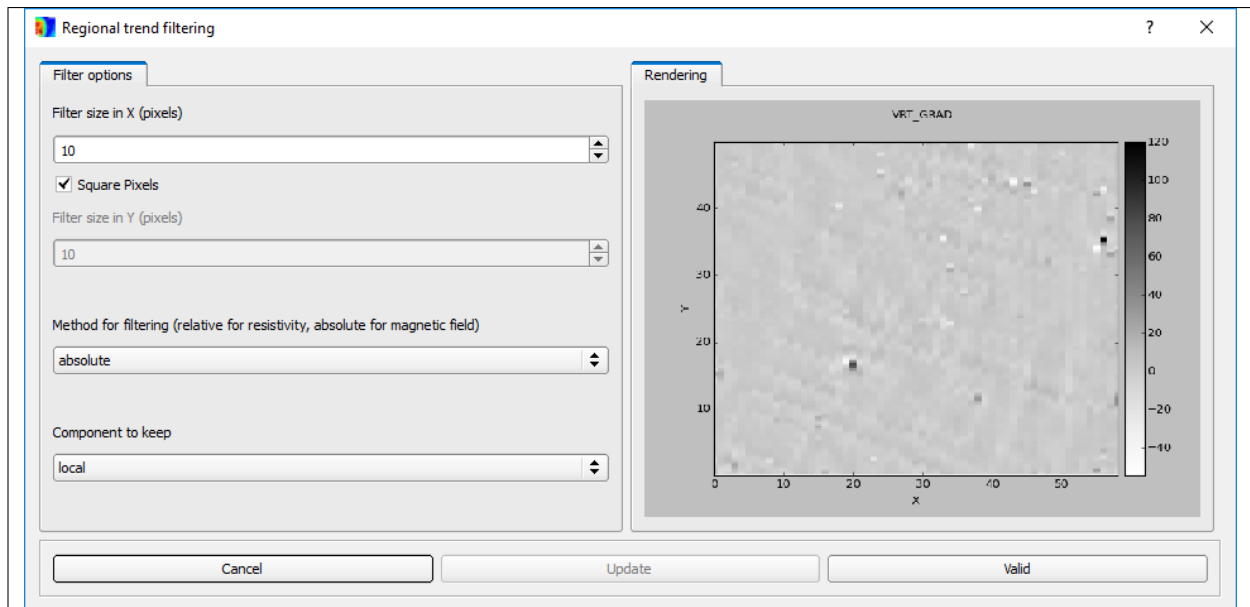 Regional trend filtering
?
Filter options
Filter size in X (pixels)
10
Square Pixels
Filter size in Y (pixels)
10
Method for filtering (relative for resistivity, absolute for magnetic field)
absolute
Component to keep
local
Rendering
VRT_GRAD
120
100
80
60
40
20
0
−20
−40
40
30
20
10
Y
0 10 20 30 40 50
X
Cancel Update Valid